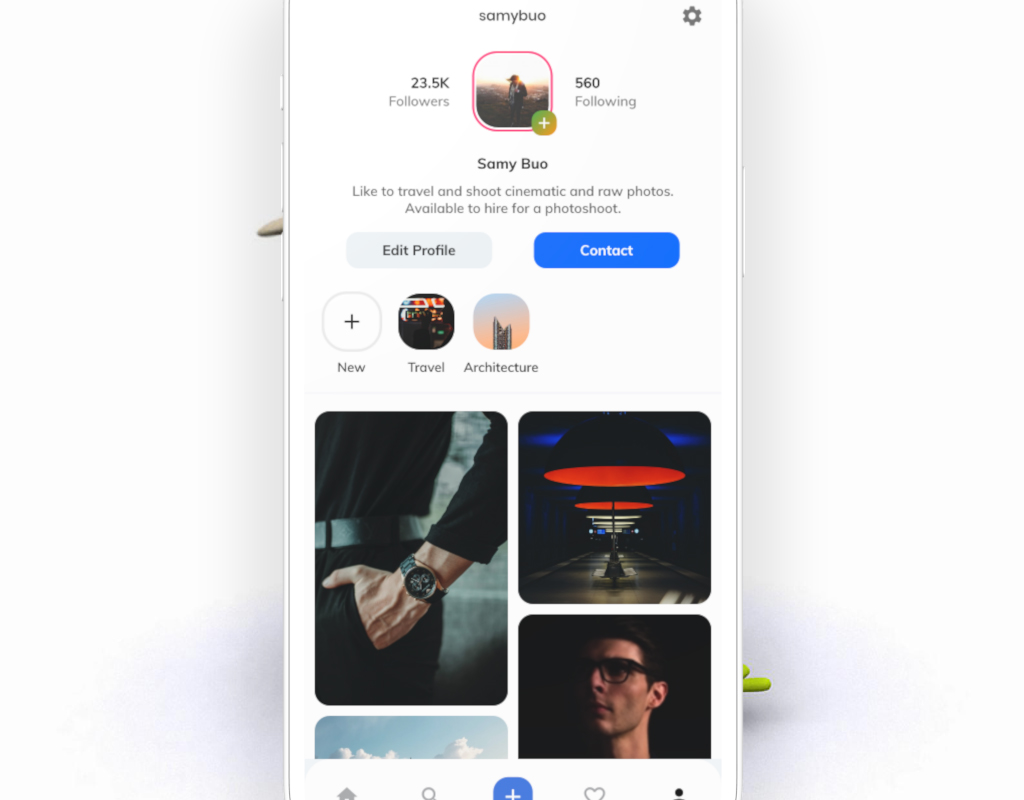 samybuo
23.5K
Followers
560
Following
Samy Buo
Like to travel and shoot cinematic and raw photos.
Available to hire for a photoshoot.
Edit Profile
Contact
New
Travel
Architecture